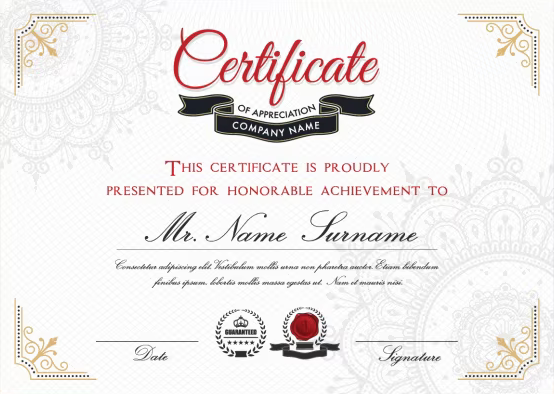 Certificate
OF APPRECIATION
COMPANY NAME
THIS CERTIFICATE IS PROUDLY
PRESENTED FOR HONORABLE ACHIEVEMENT TO
Mr. Name Surname
Consectetur adipiscing elit. Vestibulum mollis urna non pharetra auctor. Etiam bibendum
finibus ipsum. lobortis mollis massa egestas ut. Nam et mauris nisi.
GUARANTEED
1
Date
Signature